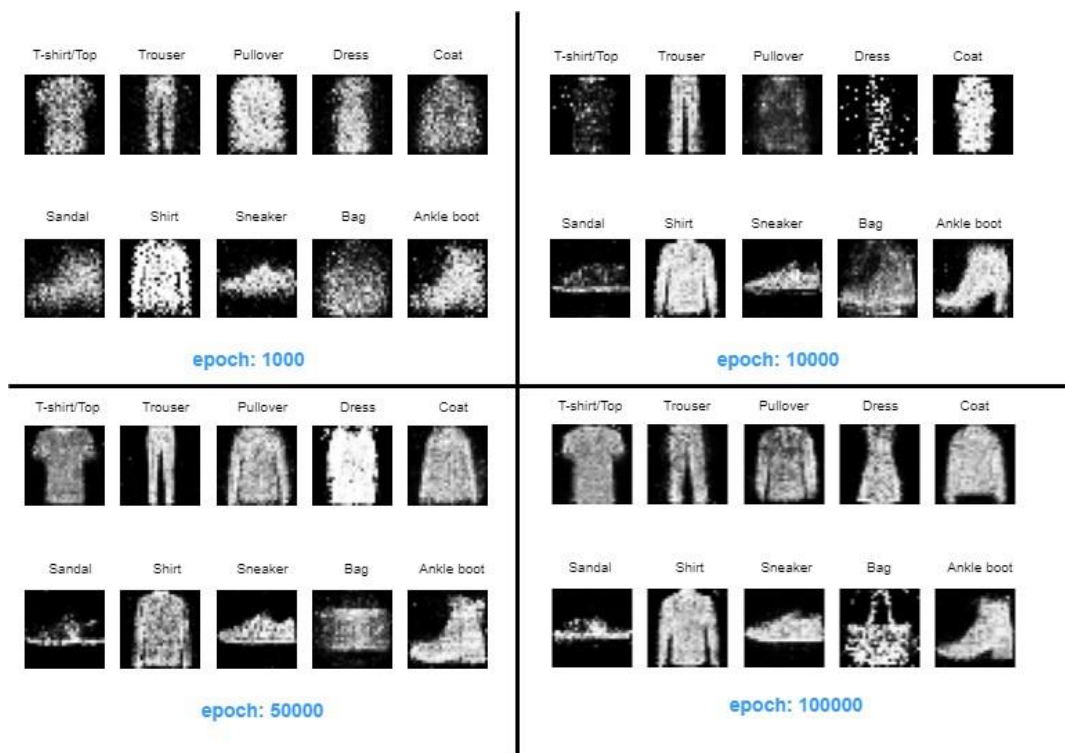 T-shirt/Top Trouser Pullover Dress Coat
Sandal Shirt Sneaker Bag Ankle boot
epoch: 1000
T-shirt/Top Trouser Pullover Dress Coat
Sandal Shirt Sneaker Bag Ankle boot
epoch: 10000
T-shirt/Top Trouser Pullover Dress Coat
Sandal Shirt Sneaker Bag Ankle boot
epoch: 50000
T-shirt/Top Trouser Pullover Dress Coat
Sandal Shirt Sneaker Bag Ankle boot
epoch: 100000